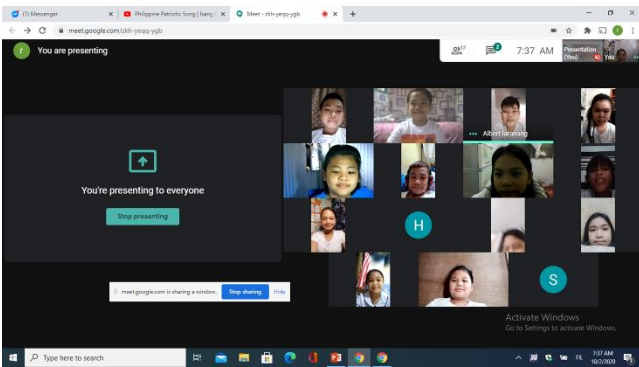 (1) Messenger
Philippine Patriotic Song | Isang
Meet - zkh-yeqq-ygb
meet.google.com/zkh-yeqq-ygb
r
You are presenting
17
2
7:37 AM
Presentation
(You)
You
Albert
You're presenting to everyone
Stop presenting
H
S
meet.google.com is sharing a window.
Stop sharing
Hide
Activate Windows
Go to Settings to activate Windows.
Type here to search
7:37 AM
10/2/2020